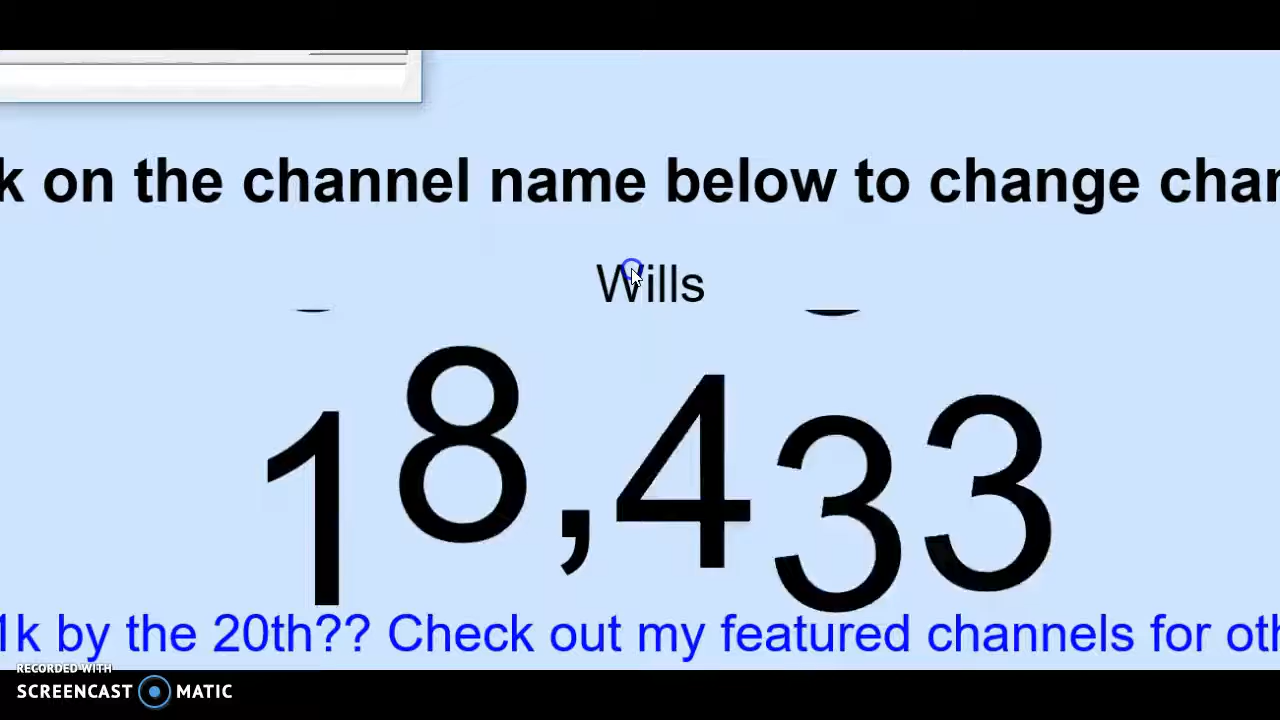 k on the channel name below to change chan
Wills
18,433
1k by the 20th?? Check out my featured channels for oth
RECORDED WITH
SCREENCAST MATIC